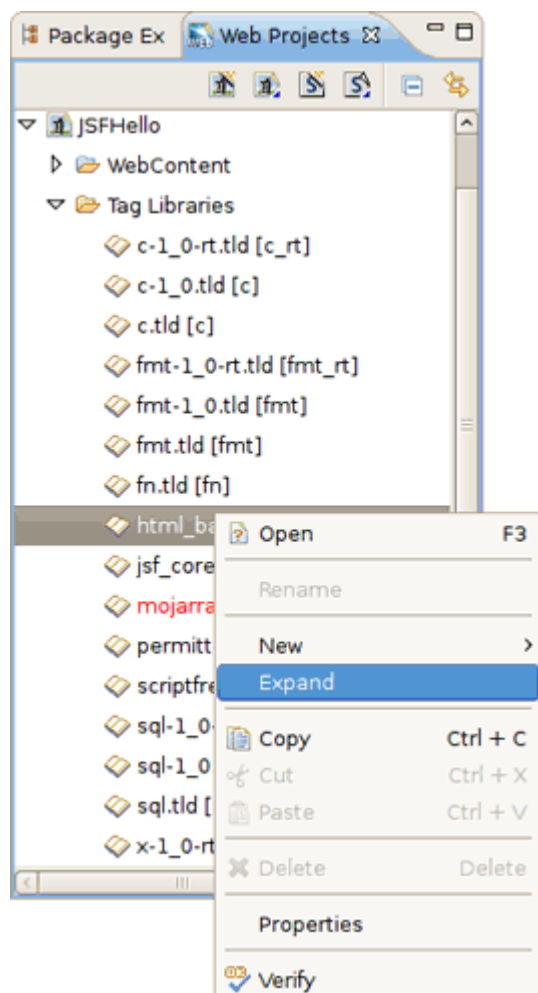 Package Ex Web Projects
JSFHello
WebContent
Tag Libraries
c-1_0-rt.tld [c_rt]
c-1_0.tld [c]
c.tld [c]
fmt-1_0-rt.tld [fmt_rt]
fmt-1_0.tld [fmt]
fmt.tld [fmt]
fn.tld [fn]
html_ba
Open F3
jsf_core
Rename
mojarra
permitt
New
scriptfre
Expand
sql-1_0-
Copy Ctrl + C
sql-1_0
Cut Ctrl + X
sql.tld [
Paste Ctrl + V
x-1_0-rt
Delete Delete
Properties
Verify